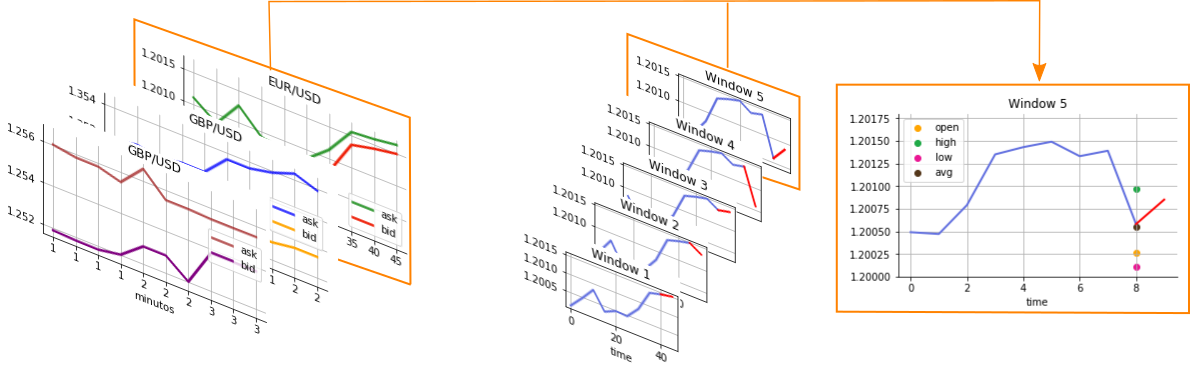 EUR/USD
1.2015
1.2010
ask
bid
35
40
45
GBP/USD
1.354
ask
bid
2
2
GBP/USD
1.256
1.254
1.252
ask
bid
1
1
1
1
2
2
2
3
3
3
minutos
Window 5
1.2015
1.2010
Window 4
1.2015
1.2010
Window 3
1.2015
1.2010
Window 2
1.2015
1.2010
Window 1
1.2015
1.2010
1.2005
0
20
40
time
Window 5
open
high
low
avg
1.20175
1.20150
1.20125
1.20100
1.20075
1.20050
1.20025
1.20000
0
2
4
6
8
time